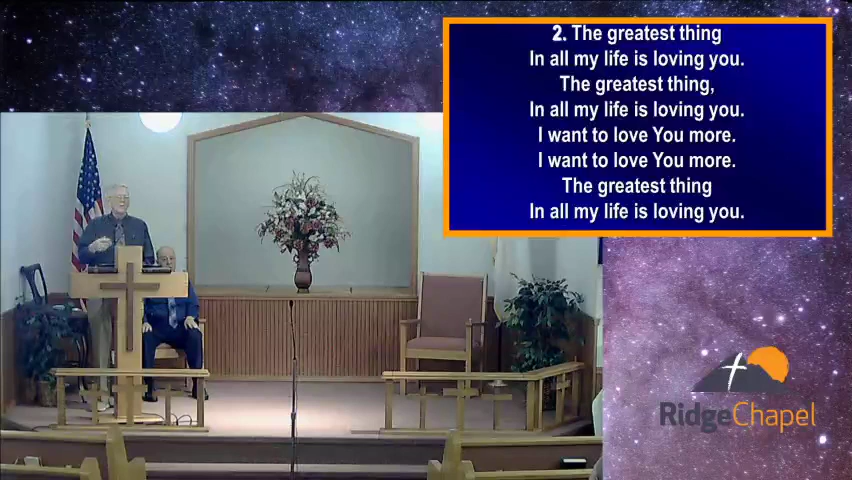 2. The greatest thing
In all my life is loving you.
The greatest thing,
In all my life is loving you.
I want to love You more.
I want to love You more.
The greatest thing
In all my life is loving you.
RidgeChapel